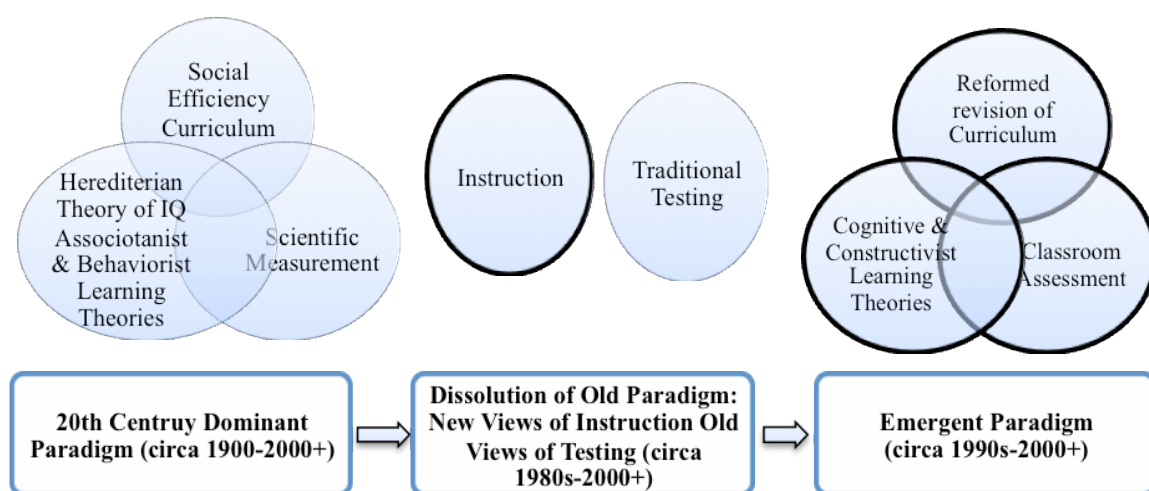 Social
Efficiency
Curriculum
Herediterian
Theory of IQ
Associotanist
& Behaviorist
Learning
Theories
Scientific
Measurement
Instruction
Traditional
Testing
Reformed
revision of
Curriculum
Cognitive &
Constructivist
Learning
Theories
Classroom
Assessment
20th Centruy Dominant
Paradigm (circa 1900-2000+)
Dissolution of Old Paradigm:
New Views of Instruction Old
Views of Testing (circa
1980s-2000+)
Emergent Paradigm
(circa 1990s-2000+)